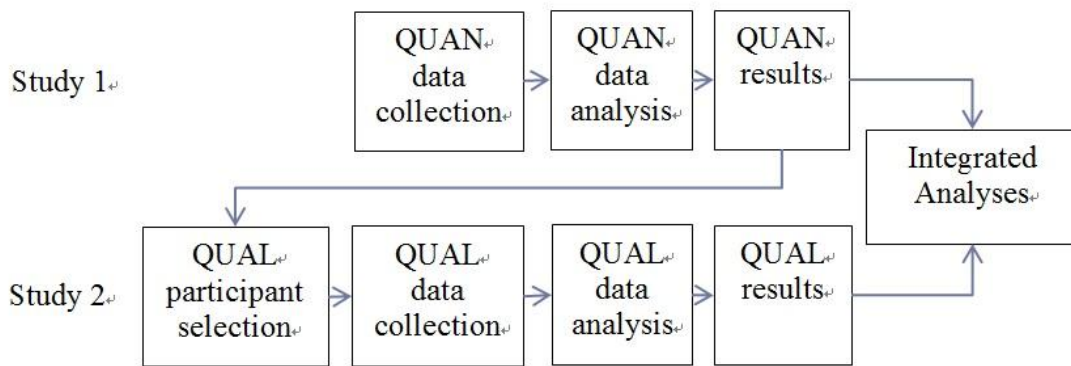 Study 1
QUAN
data
collection
QUAN
data
analysis
QUAN
results
Integrated
Analyses
Study 2
QUAL
participant
selection
QUAL
data
collection
QUAL
data
analysis
QUAL
results